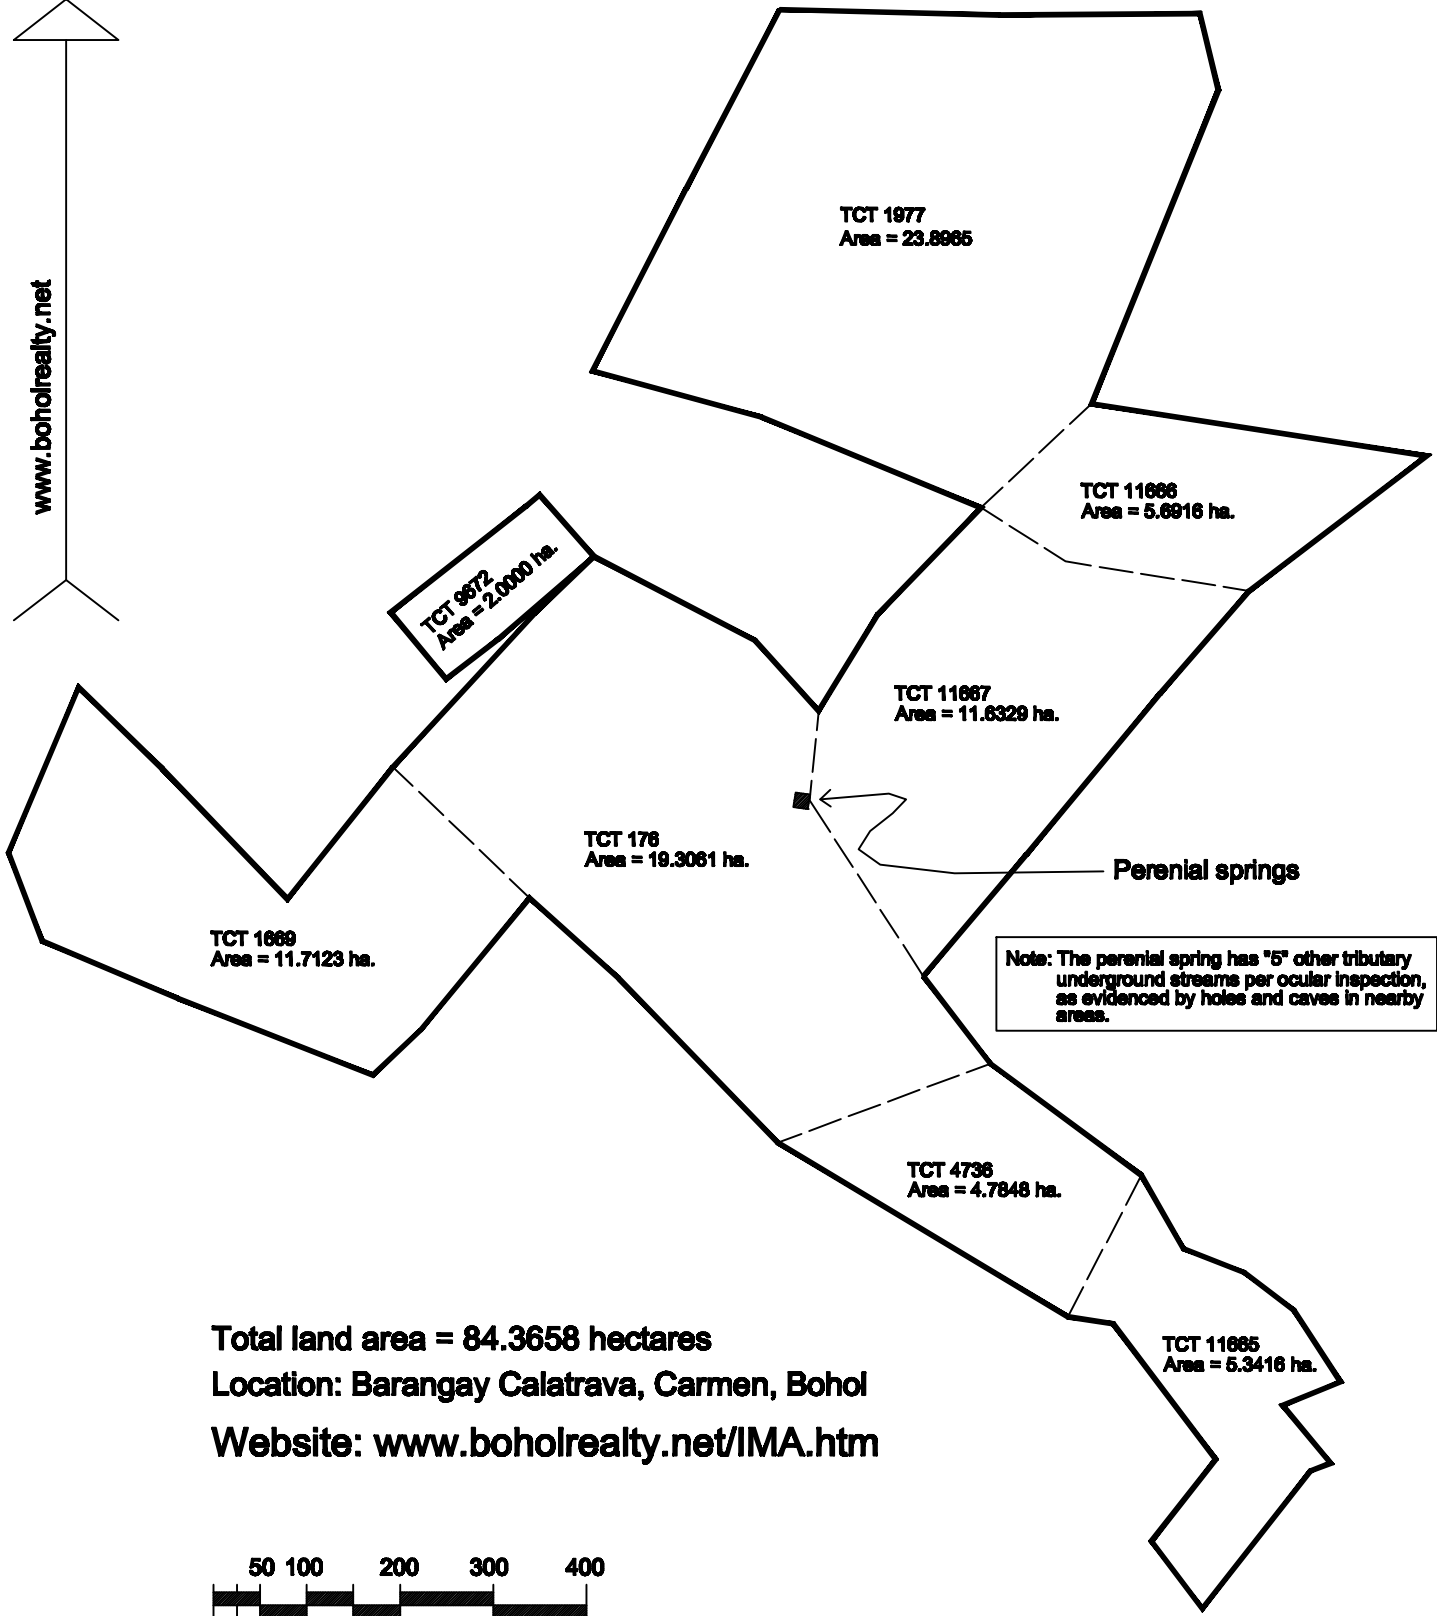 www.boholrealty.net
TCT 1977
Area = 23.8965
TCT 11666
Area = 5.6916 ha.
TCT 9672
Area = 2.0000 ha.
TCT 11667
Area = 11.6329 ha.
TCT 176
Area = 19.3061 ha.
Perenial springs
TCT 1669
Area = 11.7123 ha.
Note: The perenial spring has "5" other tributary
underground streams per ocular inspection,
as evidenced by holes and caves in nearby
areas.
TCT 4736
Area = 4.7848 ha.
TCT 11665
Area = 5.3416 ha.
Total land area = 84.3658 hectares
Location: Barangay Calatrava, Carmen, Bohol
Website: www.boholrealty.net/IMA.htm
50 100 200 300 400